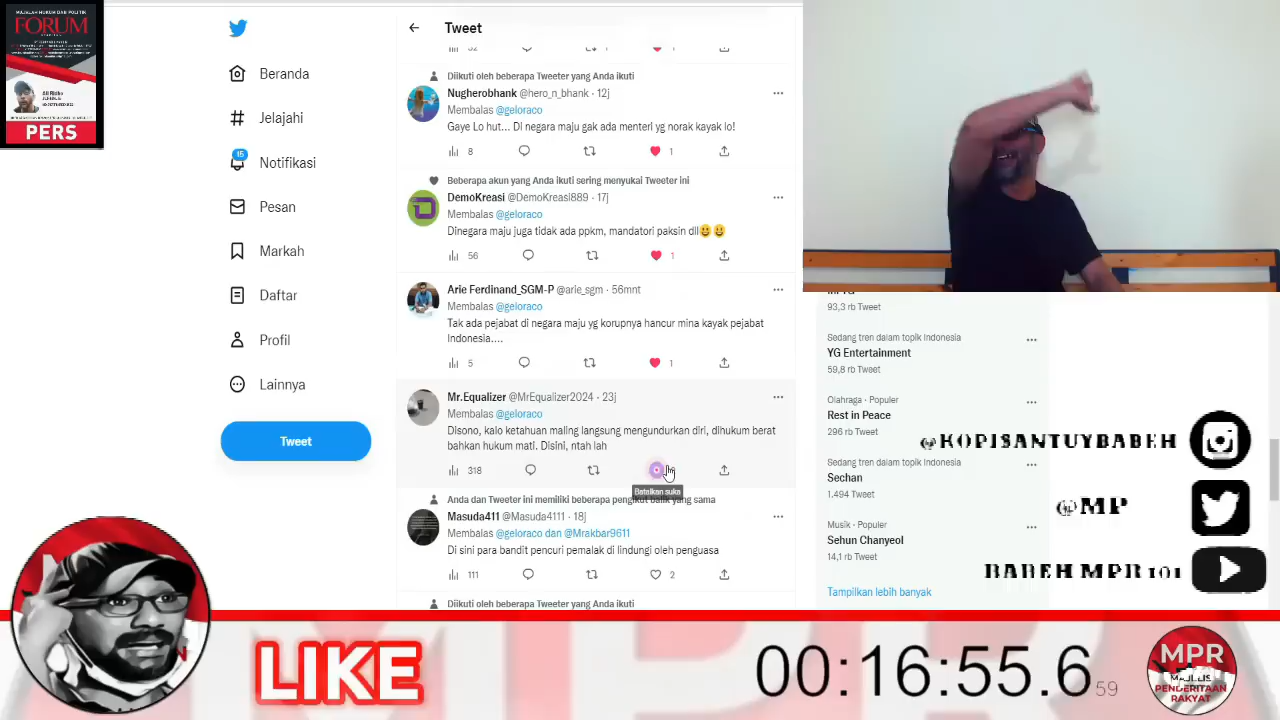 MAJALAH HUKUM DAN POLITIK
FORUM
Ali Ridho
PERS
Beranda
Jelajahi
15
Notifikasi
Pesan
Markah
Daftar
Profil
Lainnya
Tweet
Tweet
Diikuti oleh beberapa Tweeter yang Anda ikuti
Nugherobhank @hero_n_bhank · 12j
Membalas @geloraco
Gaye Lo hut... Di negara maju gak ada menteri yg norak kayak lo!
8 1
Beberapa akun yang Anda ikuti sering menyukai Tweeter ini
DemoKreasi @DemoKreasi889 · 17j
Membalas @geloraco
Dinegara maju juga tidak ada ppkm, mandatori paksin dll😃😃
56 1
Arie Ferdinand_SGM-P @arie_sgm · 56mnt
Membalas @geloraco
Tak ada pejabat di negara maju yg korupnya hancur mina kayak pejabat
Indonesia....
5 1
Mr.Equalizer @MrEqualizer2024 · 23j
Membalas @geloraco
Disono, kalo ketahuan maling langsung mengundurkan diri, dihukum berat
bahkan hukum mati. Disini, ntah lah
318
Batalkan suka
Anda dan Tweeter ini memiliki beberapa pengikut balik yang sama
Masuda411 @Masuda4111 · 18j
Membalas @geloraco dan @Mrakbar9611
Di sini para bandit pencuri pemalak di lindungi oleh penguasa
111 2
Diikuti oleh beberapa Tweeter yang Anda ikuti
93,3 rb Tweet
Sedang tren dalam topik Indonesia
YG Entertainment
59,8 rb Tweet
Olahraga · Populer
Rest in Peace
296 rb Tweet
Sedang tren dalam topik Indonesia
Sechan
1.494 Tweet
Musik · Populer
Sehun Chanyeol
14,1 rb Tweet
Tampilkan lebih banyak
@KOPISANTUYBABEH
@MP
BABEH MPR 101
LIKE
00:16:55.6
59
MPR
MAJLIS
PENDERITAAN
RAKYAT